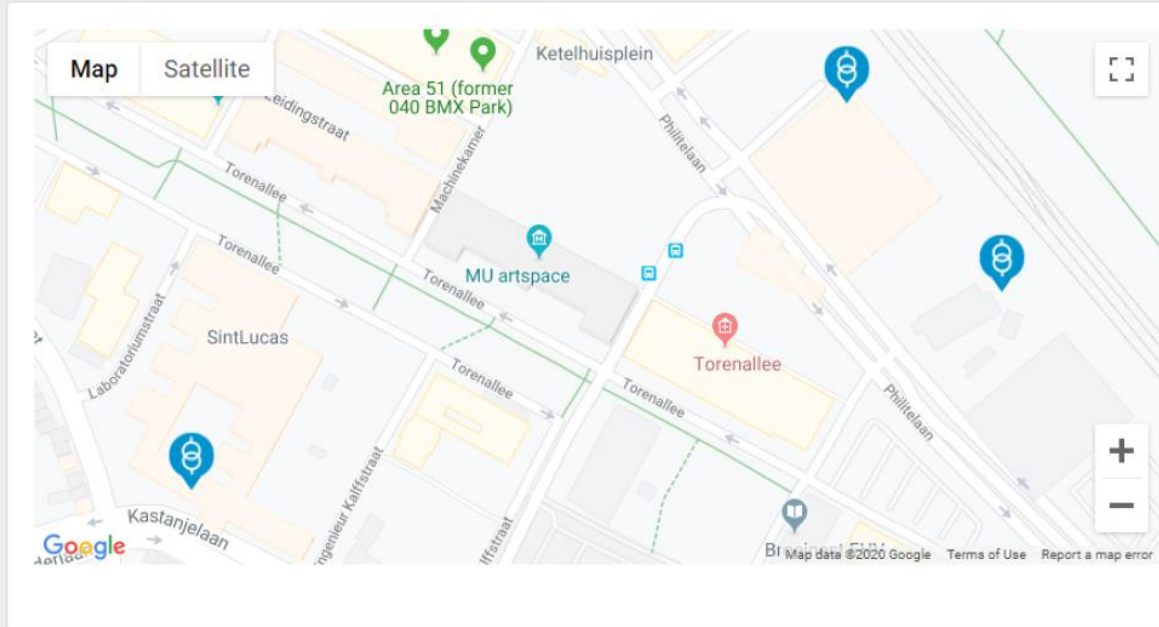 Map
Satellite
Ketelhuisplein
Area 51 (former
040 BMX Park)
Leidingstraat
Machinekamer
Philitelaan
Torenallee
Torenallee
MU artspace
Torenallee
SintLucas
Laboratoriumstraat
Torenallee
Torenallee
Torenallee
Philitelaan
Ingenieur Kalffstraat
Kastanjelaan
Google
Map data ©2020 Google
Terms of Use
Report a map error